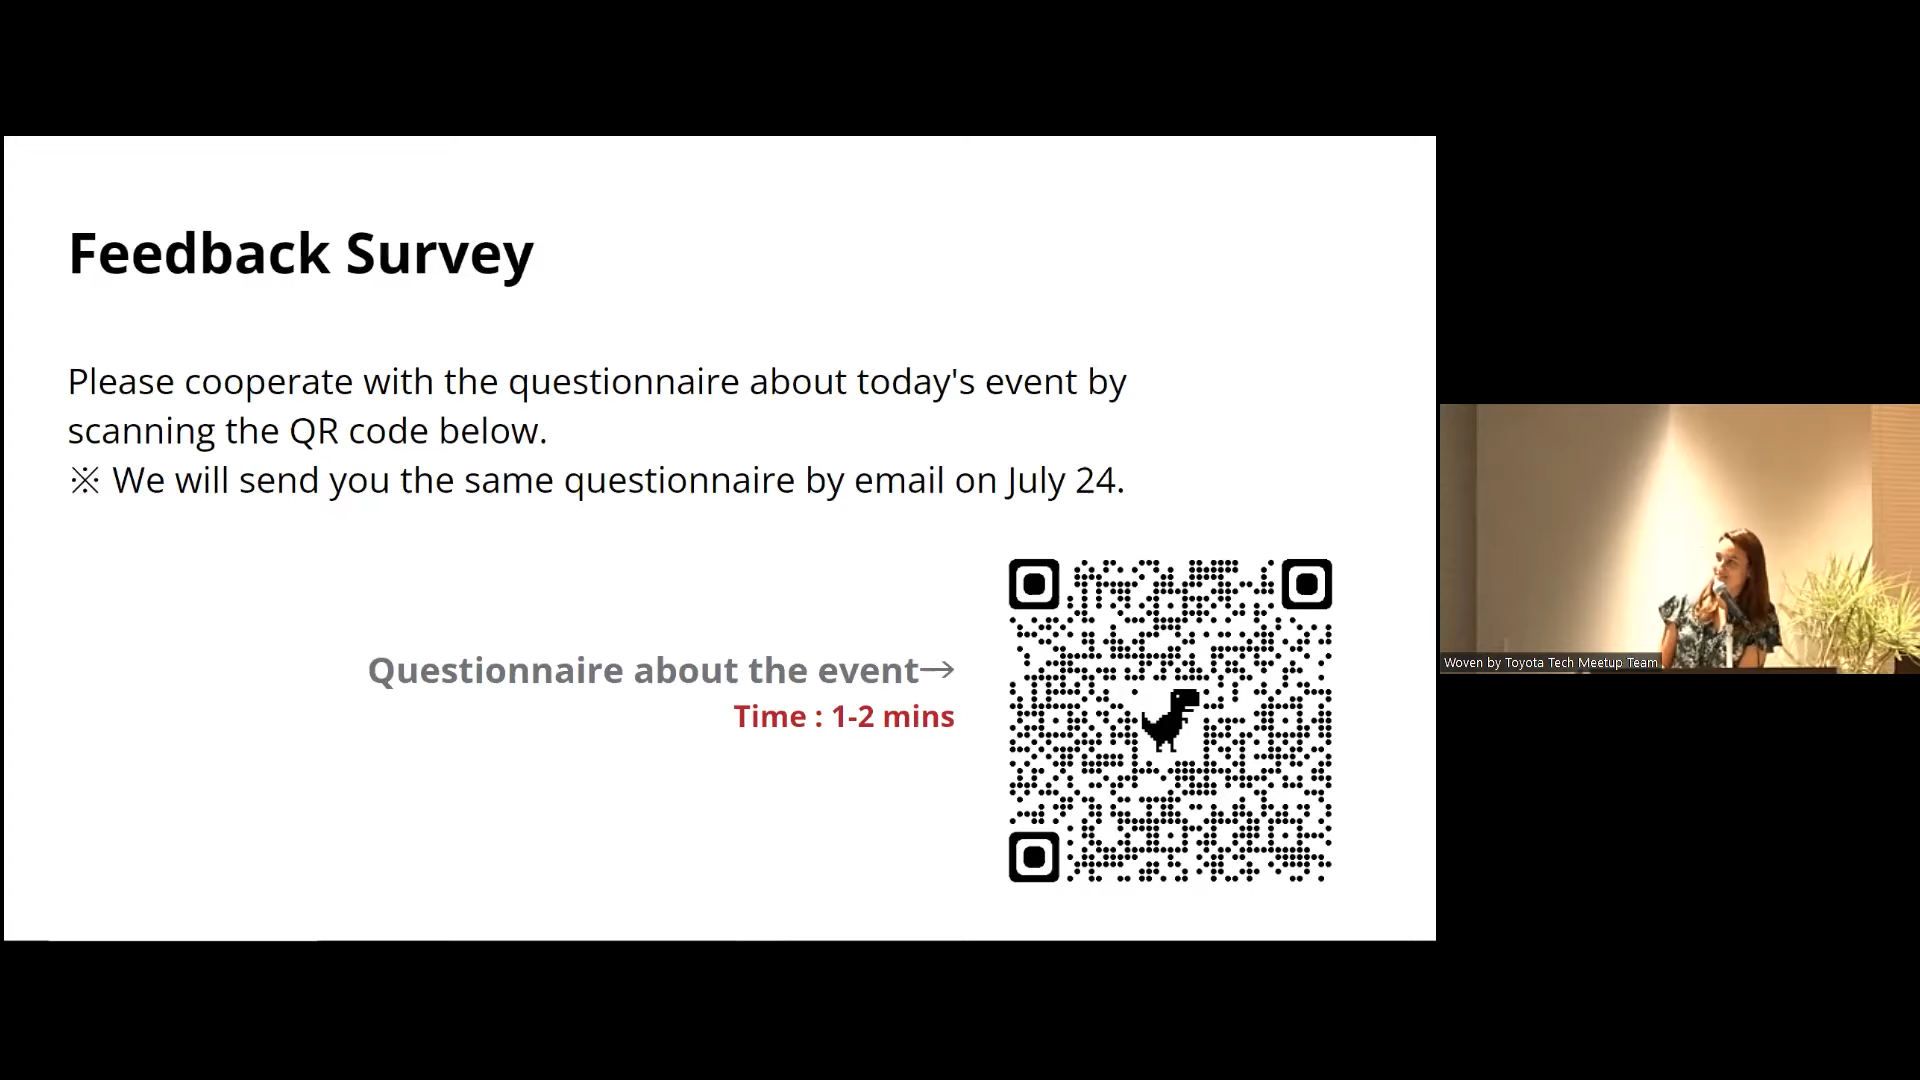 Feedback Survey
Please cooperate with the questionnaire about today's event by
scanning the QR code below.
※ We will send you the same questionnaire by email on July 24.
Questionnaire about the event→
Time : 1-2 mins
Woven by Toyota Tech Meetup Team